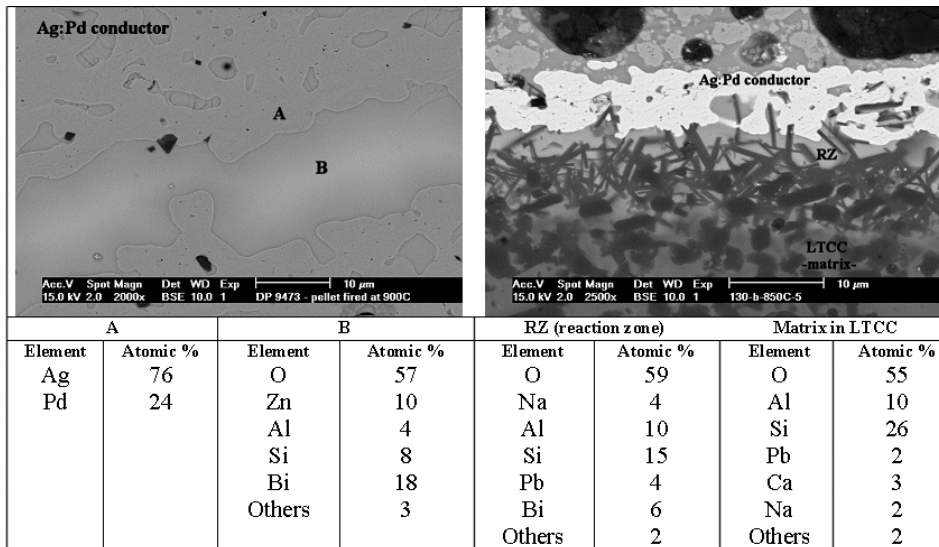 Ag:Pd conductor
A
B
Acc.V Spot Magn Det WD Exp 10 µm
15.0 kV 2.0 2000x BSE 10.0 1 DP 9473 - pellet fired at 900C
Ag:Pd conductor
RZ
LTCC
-matrix-
Acc.V Spot Magn Det WD Exp 10 µm
15.0 kV 2.0 2500x BSE 10.0 1 130-b-850C-5
A B RZ (reaction zone) Matrix in LTCC
Element Atomic % Element Atomic % Element Atomic % Element Atomic %
Ag 76 O 57 O 59 O 55
Pd 24 Zn 10 Na 4 Al 10
Al 4 Al 10 Si 26
Si 8 Si 15 Pb 2
Bi 18 Pb 4 Ca 3
Others 3 Bi 6 Na 2
Others 2 Others 2